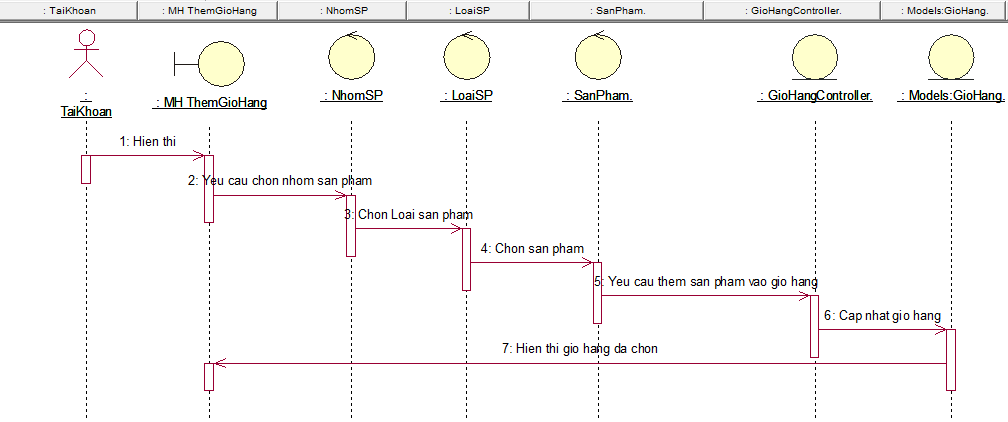 : TaiKhoan
: MH ThemGioHang
: NhomSP
: LoaiSP
: SanPham.
: GioHangController.
: Models:GioHang.
:
TaiKhoan
: MH ThemGioHang
: NhomSP
: LoaiSP
: SanPham.
: GioHangController.
: Models:GioHang.
1: Hien thi
2: Yeu cau chon nhom san pham
3: Chon Loai san pham
4: Chon san pham
5: Yeu cau them san pham vao gio hang
6: Cap nhat gio hang
7: Hien thi gio hang da chon